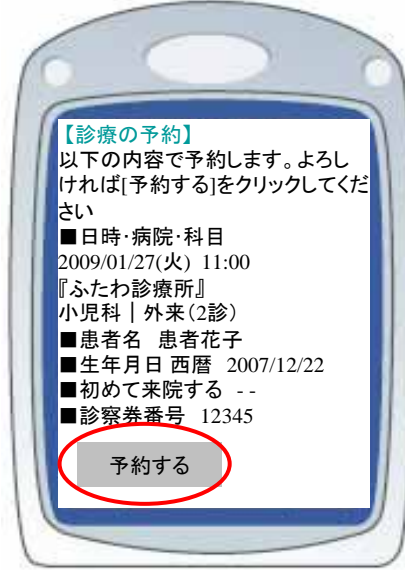 【診療の予約】
以下の内容で予約します。よろし
ければ[予約する]をクリックしてくだ
さい
■日時･病院･科目
2009/01/27(火) 11:00
『ふたわ診療所』
小児科｜外来（2診）
■患者名 患者花子
■生年月日 西暦 2007/12/22
■初めて来院する - -
■診察券番号 12345
予約する